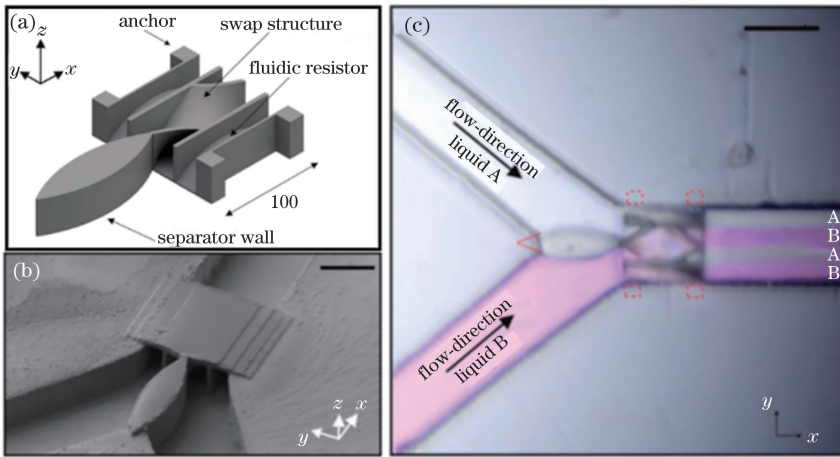 (a)
anchor
swap structure
fluidic resistor
z
y
x
100
separator wall
(b)
z
x
y
(c)
flow-direction
liquid A
A
B
A
B
flow-direction
liquid B
y
x